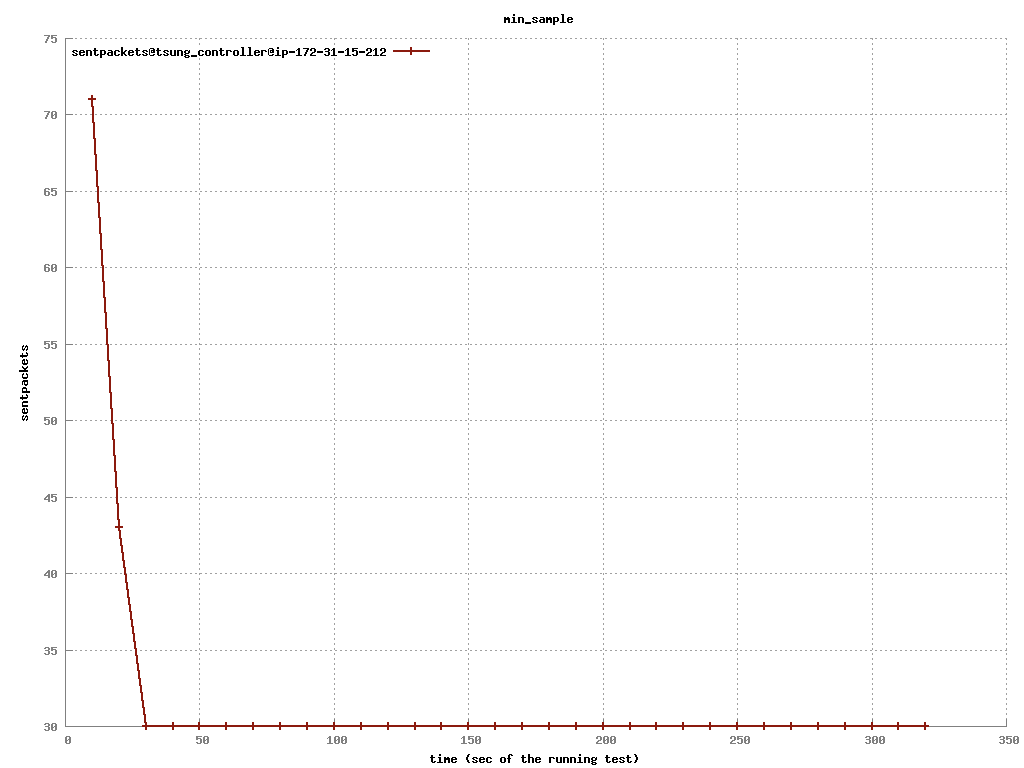 min_sample
75
sentpackets@tsung_controller@ip-172-31-15-212
70
65
60
55
sentpackets
50
45
40
35
30
0 50 100 150 200 250 300 350
time (sec of the running test)